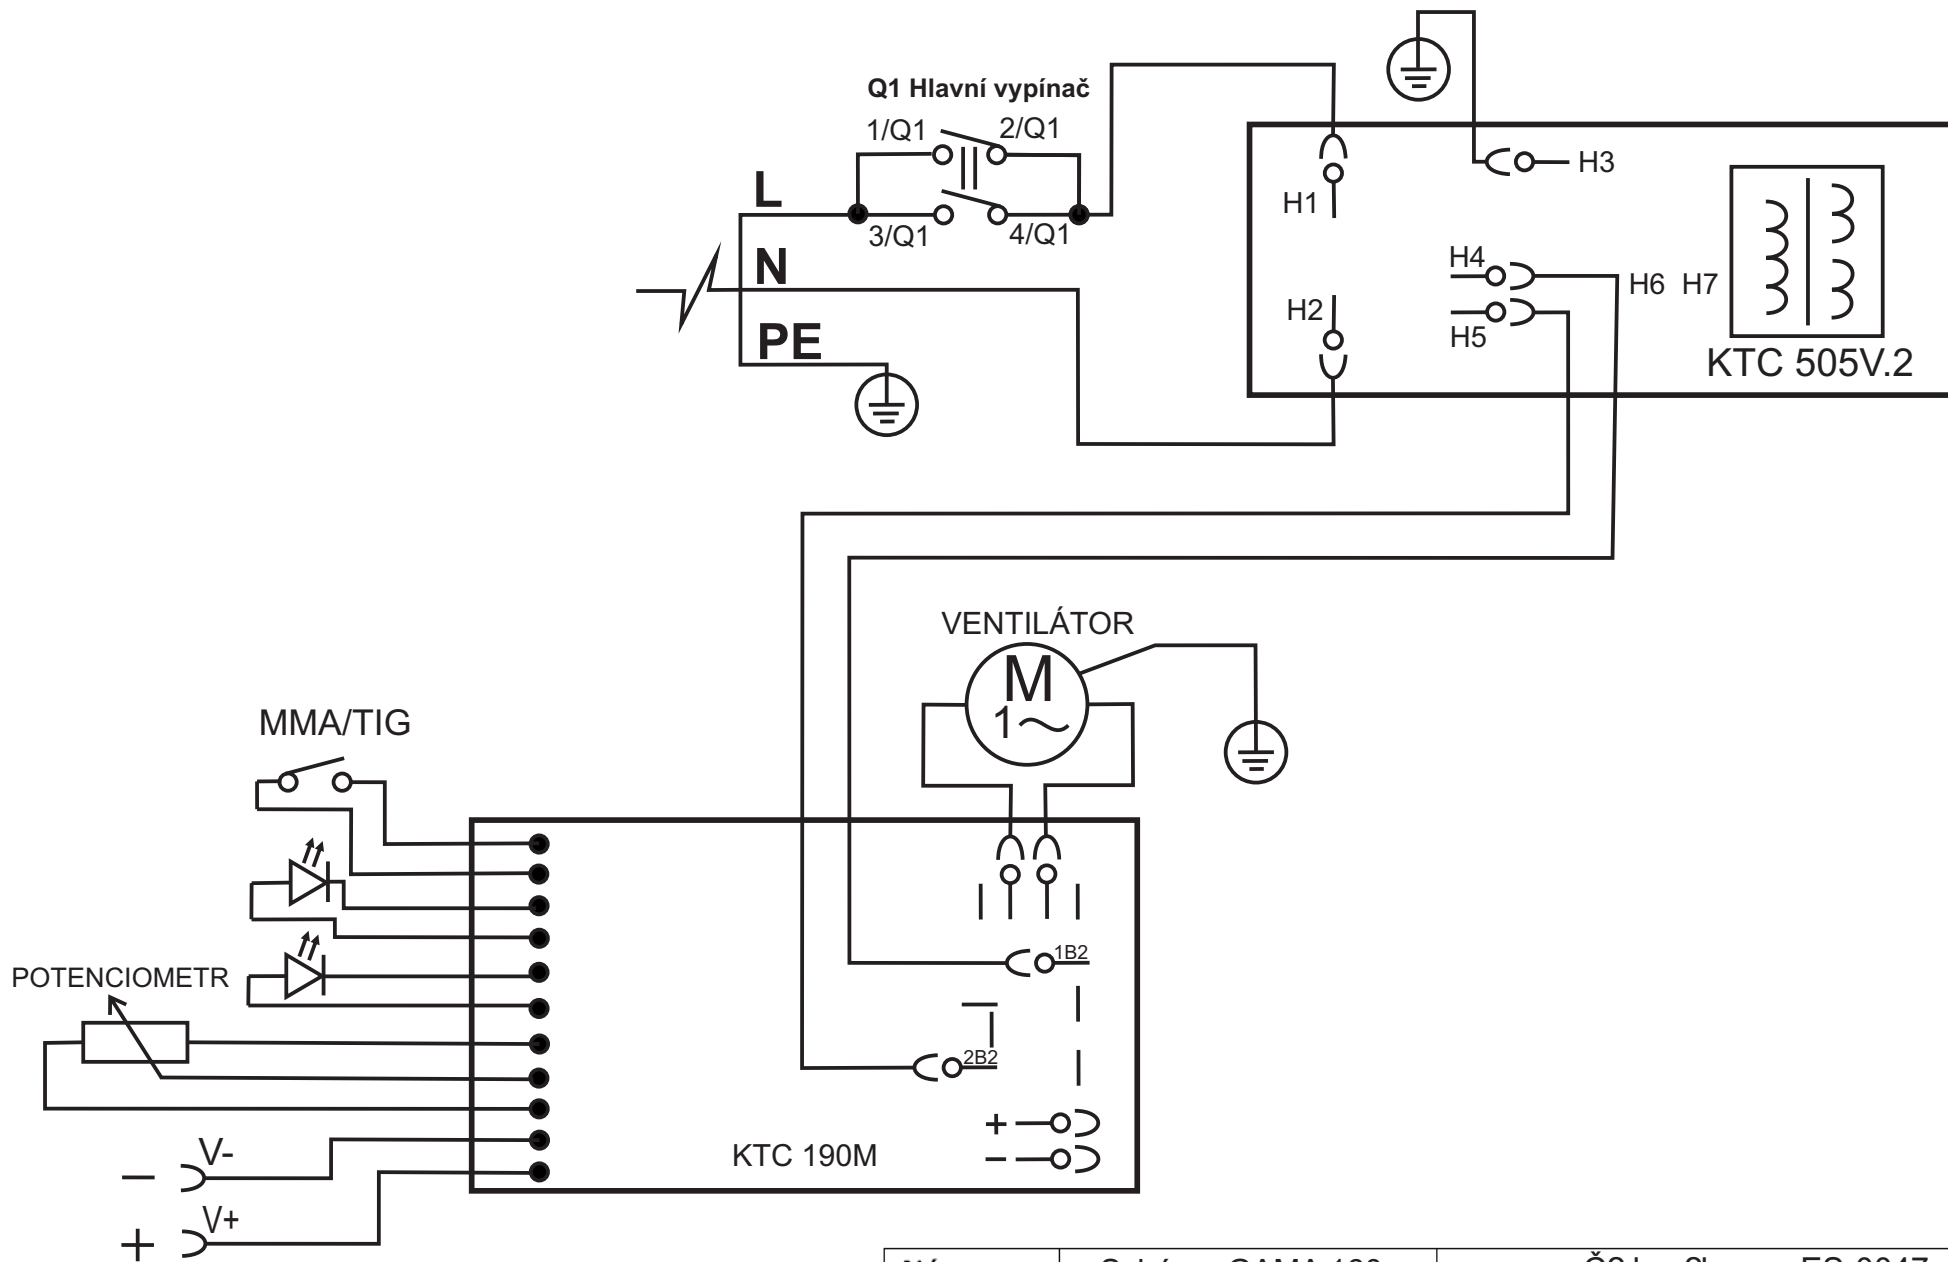 Q1 Hlavní vypínač
1/Q1 2/Q1
L
3/Q1 4/Q1
N
PE
H1
H3
H4
H6 H7
H2
H5
KTC 505V.2
VENTILÁTOR
M
1~
MMA/TIG
1B2
POTENCIOMETR
2B2
+
−
KTC 190M
− V-
+ V+